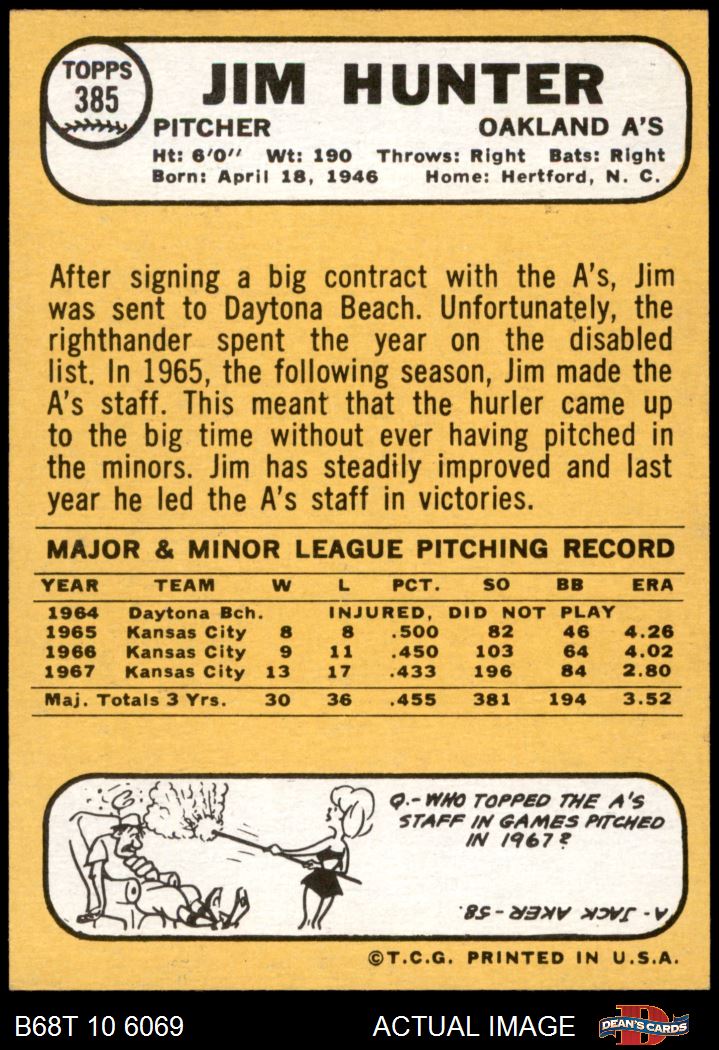 TOPPS
385
JIM HUNTER
PITCHER OAKLAND A'S
Ht: 6'0" Wt: 190 Throws: Right Bats: Right
Born: April 18, 1946 Home: Hertford, N. C.
After signing a big contract with the A's, Jim
was sent to Daytona Beach. Unfortunately, the
righthander spent the year on the disabled
list. In 1965, the following season, Jim made the
A's staff. This meant that the hurler came up
to the big time without ever having pitched in
the minors. Jim has steadily improved and last
year he led the A's staff in victories.
MAJOR & MINOR LEAGUE PITCHING RECORD
YEAR TEAM W L PCT. SO BB ERA
1964 Daytona Bch. INJURED, DID NOT PLAY
1965 Kansas City 8 8 .500 82 46 4.26
1966 Kansas City 9 11 .450 103 64 4.02
1967 Kansas City 13 17 .433 196 84 2.80
Maj. Totals 3 Yrs. 30 36 .455 381 194 3.52
Q.- WHO TOPPED THE A'S
STAFF IN GAMES PITCHED
IN 1967?
A- JACK AKER-58.
©T.C.G. PRINTED IN U.S.A.
B68T 10 6069 ACTUAL IMAGE DEAN'S CARDS